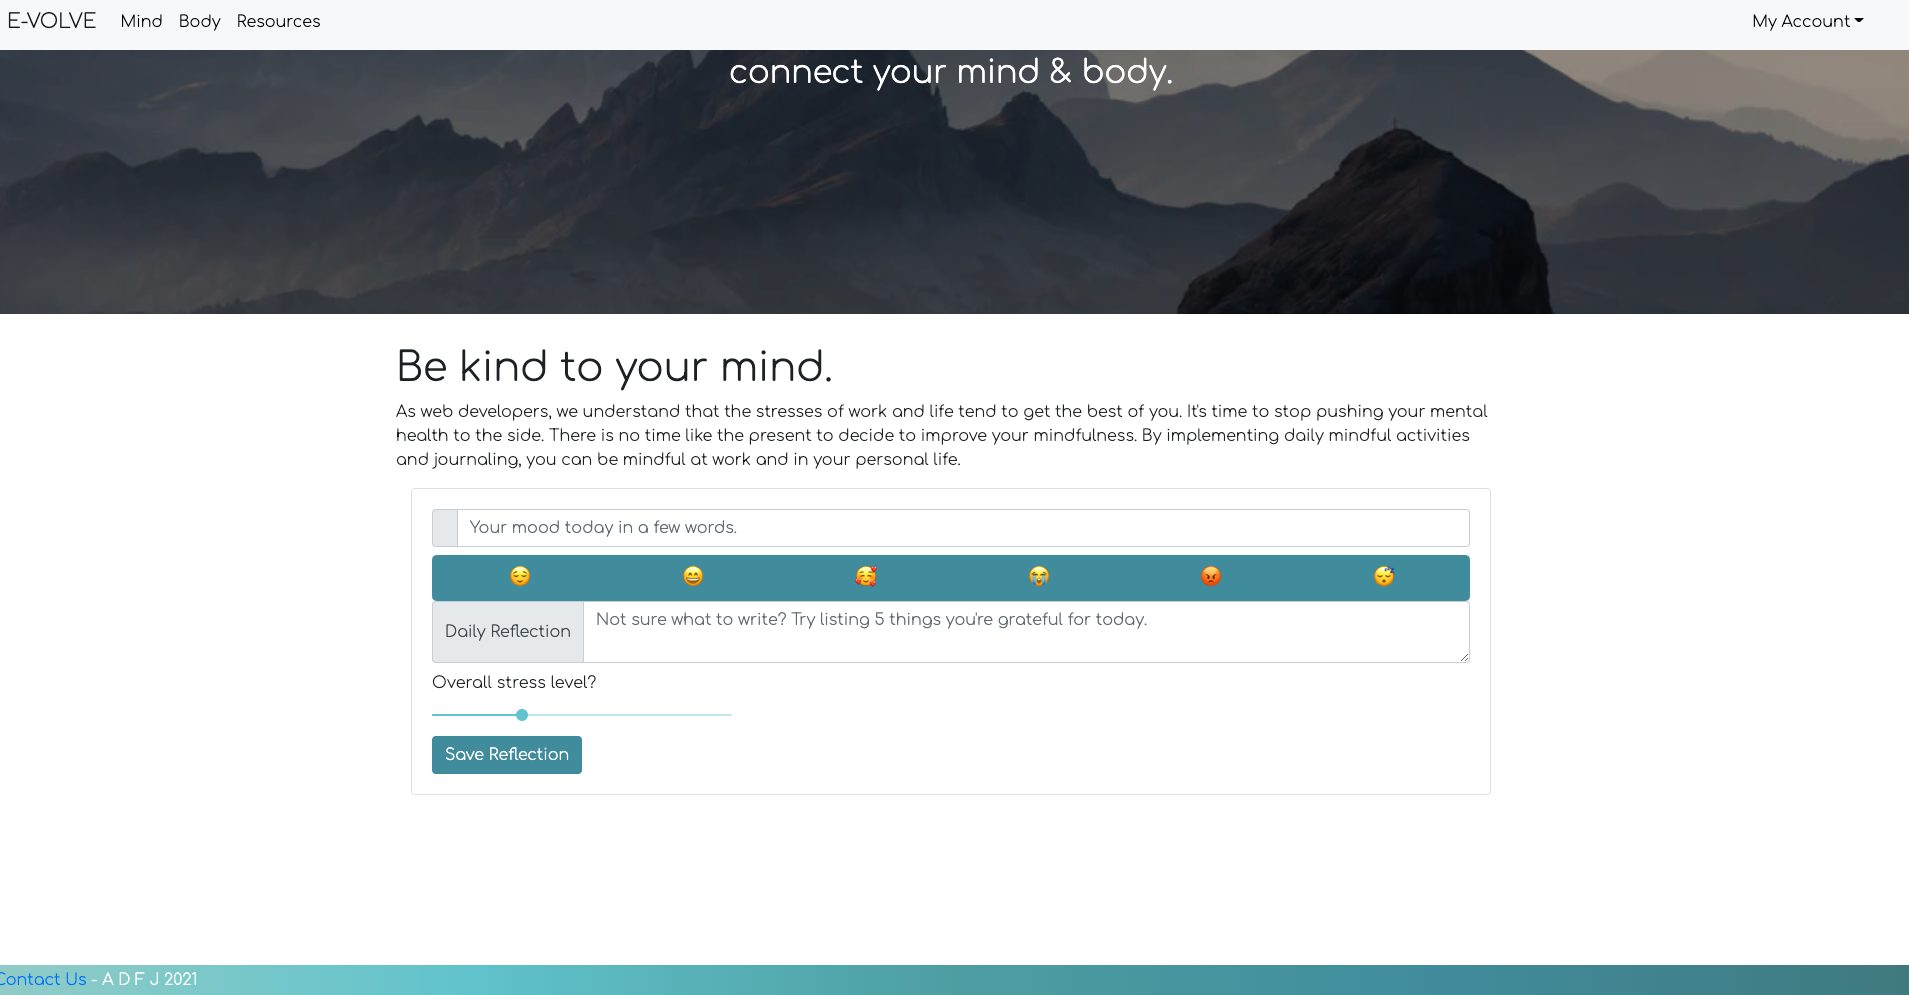 E-VOLVE Mind Body Resources My Account
connect your mind & body.
Be kind to your mind.
As web developers, we understand that the stresses of work and life tend to get the best of you. It's time to stop pushing your mental
health to the side. There is no time like the present to decide to improve your mindfulness. By implementing daily mindful activities
and journaling, you can be mindful at work and in your personal life.
Your mood today in a few words.
Daily Reflection Not sure what to write? Try listing 5 things you're grateful for today.
Overall stress level?
Save Reflection
Contact Us - A D F J 2021